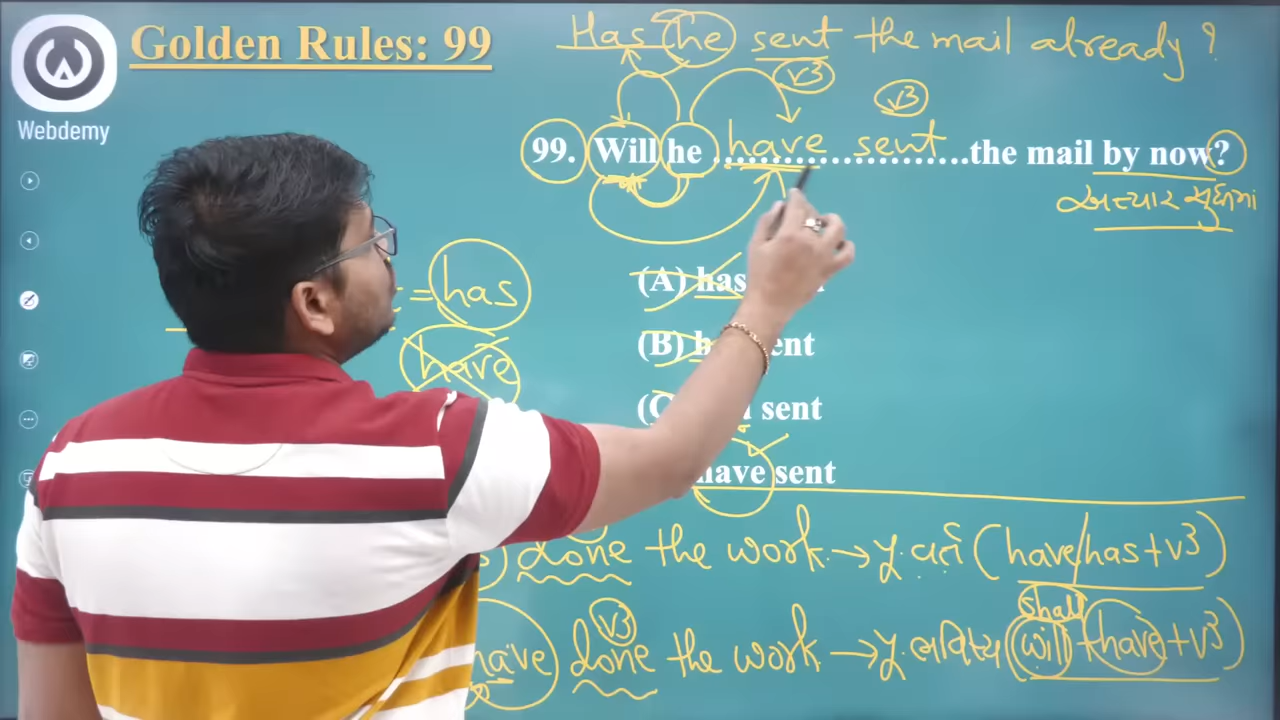 Golden Rules: 99
Webdemy
Has he sent the mail already ?
v3
v3
have sent
99. Will he ........................the mail by now?
અત્યાર સુધીમાં
(A) has
= has
have
(B) sent
(C sent
have sent
done the work → પૂ. વર્ત (have/has + v3)
shall
v3
have done the work → પૂ. ભવિષ્ય (will + have + v3)